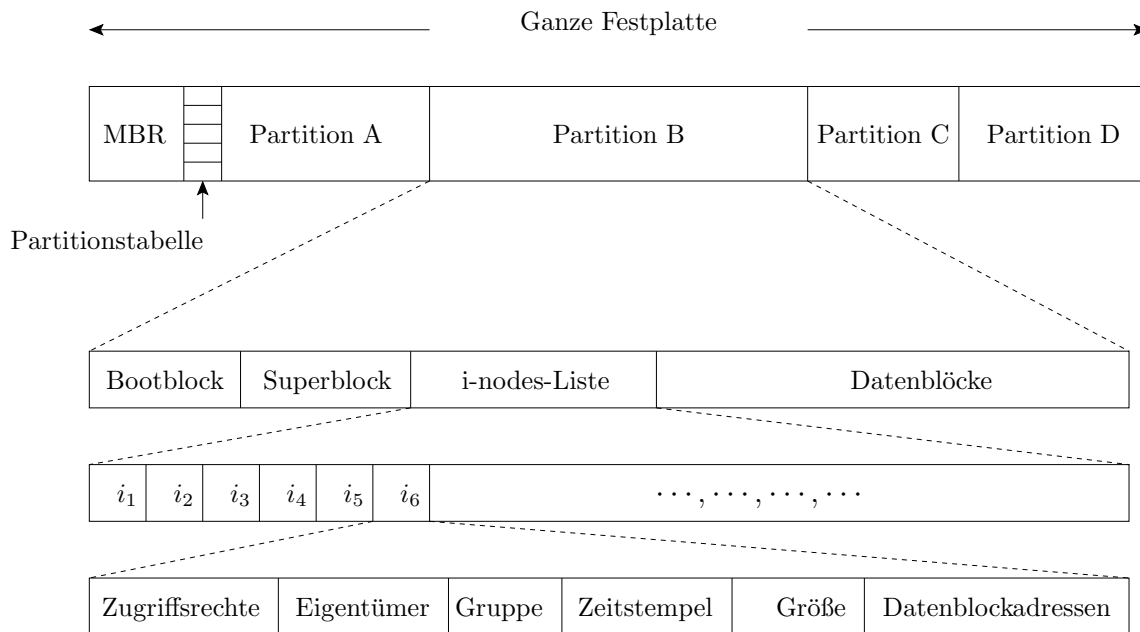 Ganze Festplatte
MBR Partition A Partition B Partition C Partition D
Partitionstabelle
Bootblock Superblock i-nodes-Liste Datenblöcke
i₁ i₂ i₃ i₄ i₅ i₆ ⋯,⋯,⋯,⋯
Zugriffsrechte Eigentümer Gruppe Zeitstempel Größe Datenblockadressen